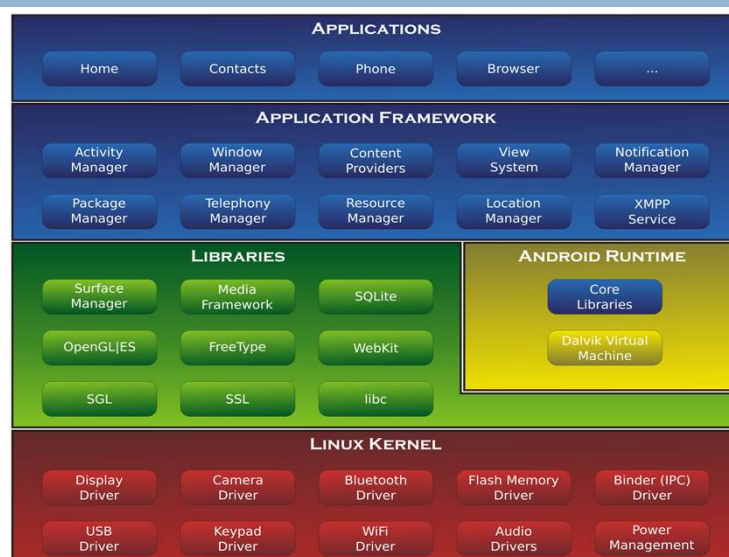 APPLICATIONS
Home
Contacts
Phone
Browser
...
APPLICATION FRAMEWORK
Activity
Manager
Window
Manager
Content
Providers
View
System
Notification
Manager
Package
Manager
Telephony
Manager
Resource
Manager
Location
Manager
XMPP
Service
LIBRARIES
Surface
Manager
Media
Framework
SQLite
OpenGL|ES
FreeType
WebKit
SGL
SSL
libc
ANDROID RUNTIME
Core
Libraries
Dalvik Virtual
Machine
LINUX KERNEL
Display
Driver
Camera
Driver
Bluetooth
Driver
Flash Memory
Driver
Binder (IPC)
Driver
USB
Driver
Keypad
Driver
WiFi
Driver
Audio
Drivers
Power
Management